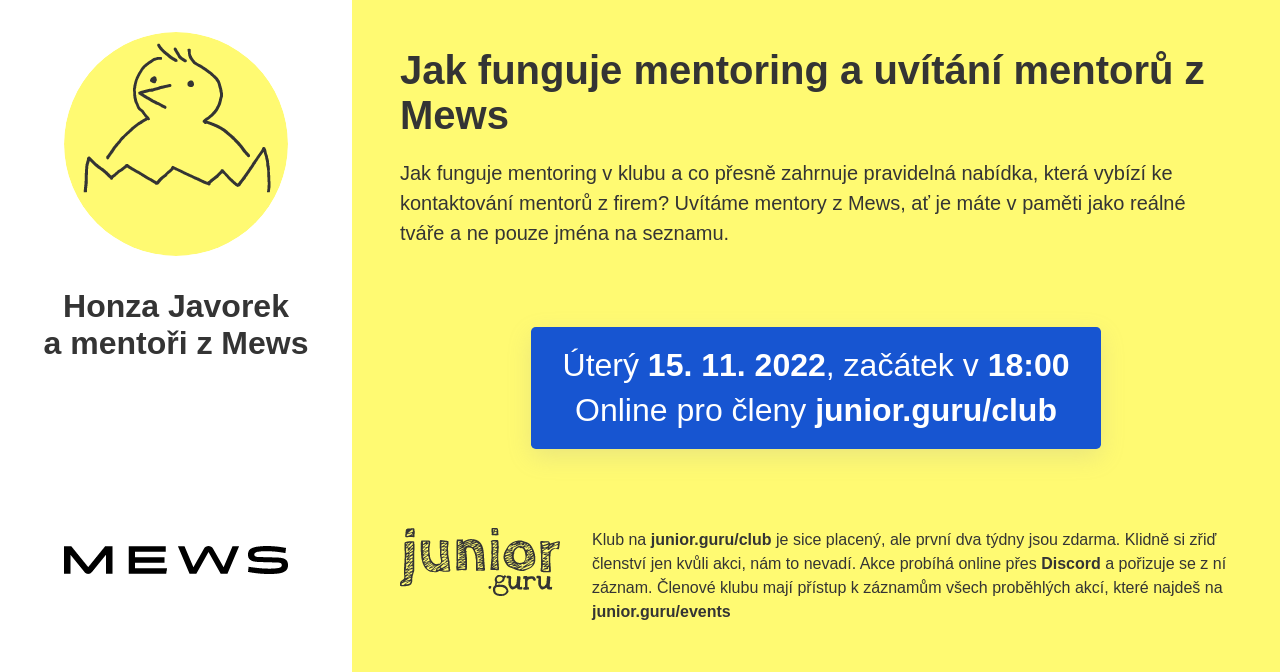 Honza Javorek
a mentoři z Mews
MEWS
Jak funguje mentoring a uvítání mentorů z
Mews
Jak funguje mentoring v klubu a co přesně zahrnuje pravidelná nabídka, která vybízí ke
kontaktování mentorů z firem? Uvítáme mentory z Mews, ať je máte v paměti jako reálné
tváře a ne pouze jména na seznamu.
Úterý 15. 11. 2022, začátek v 18:00
Online pro členy junior.guru/club
junior
.guru
Klub na junior.guru/club je sice placený, ale první dva týdny jsou zdarma. Klidně si zřiď
členství jen kvůli akci, nám to nevadí. Akce probíhá online přes Discord a pořizuje se z ní
záznam. Členové klubu mají přístup k záznamům všech proběhlých akcí, které najdeš na
junior.guru/events